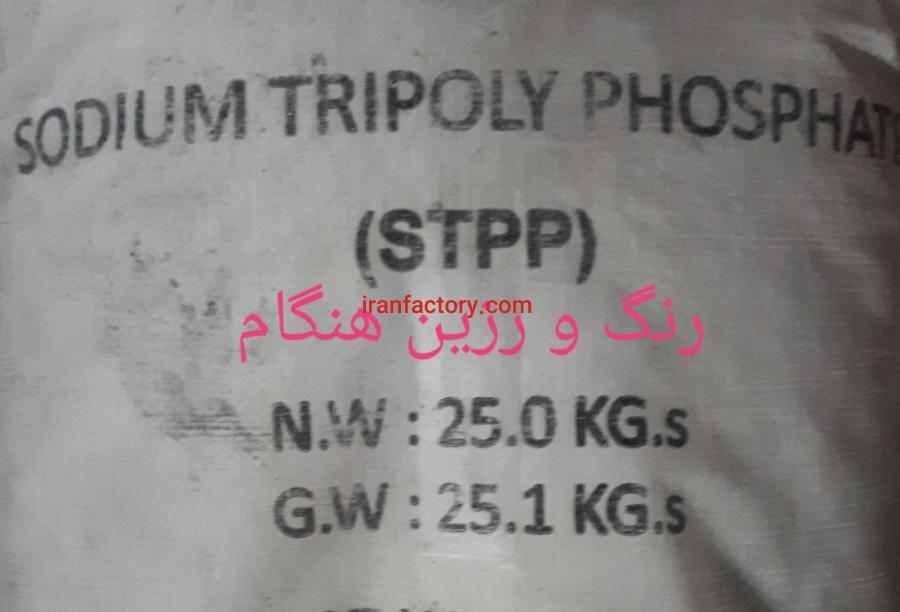 SODIUM TRIPOLY PHOSPHATE
(STPP)
iranfactory.com
رنگ و رزین هنگام
N.W : 25.0 KG.s
G.W : 25.1 KG.s